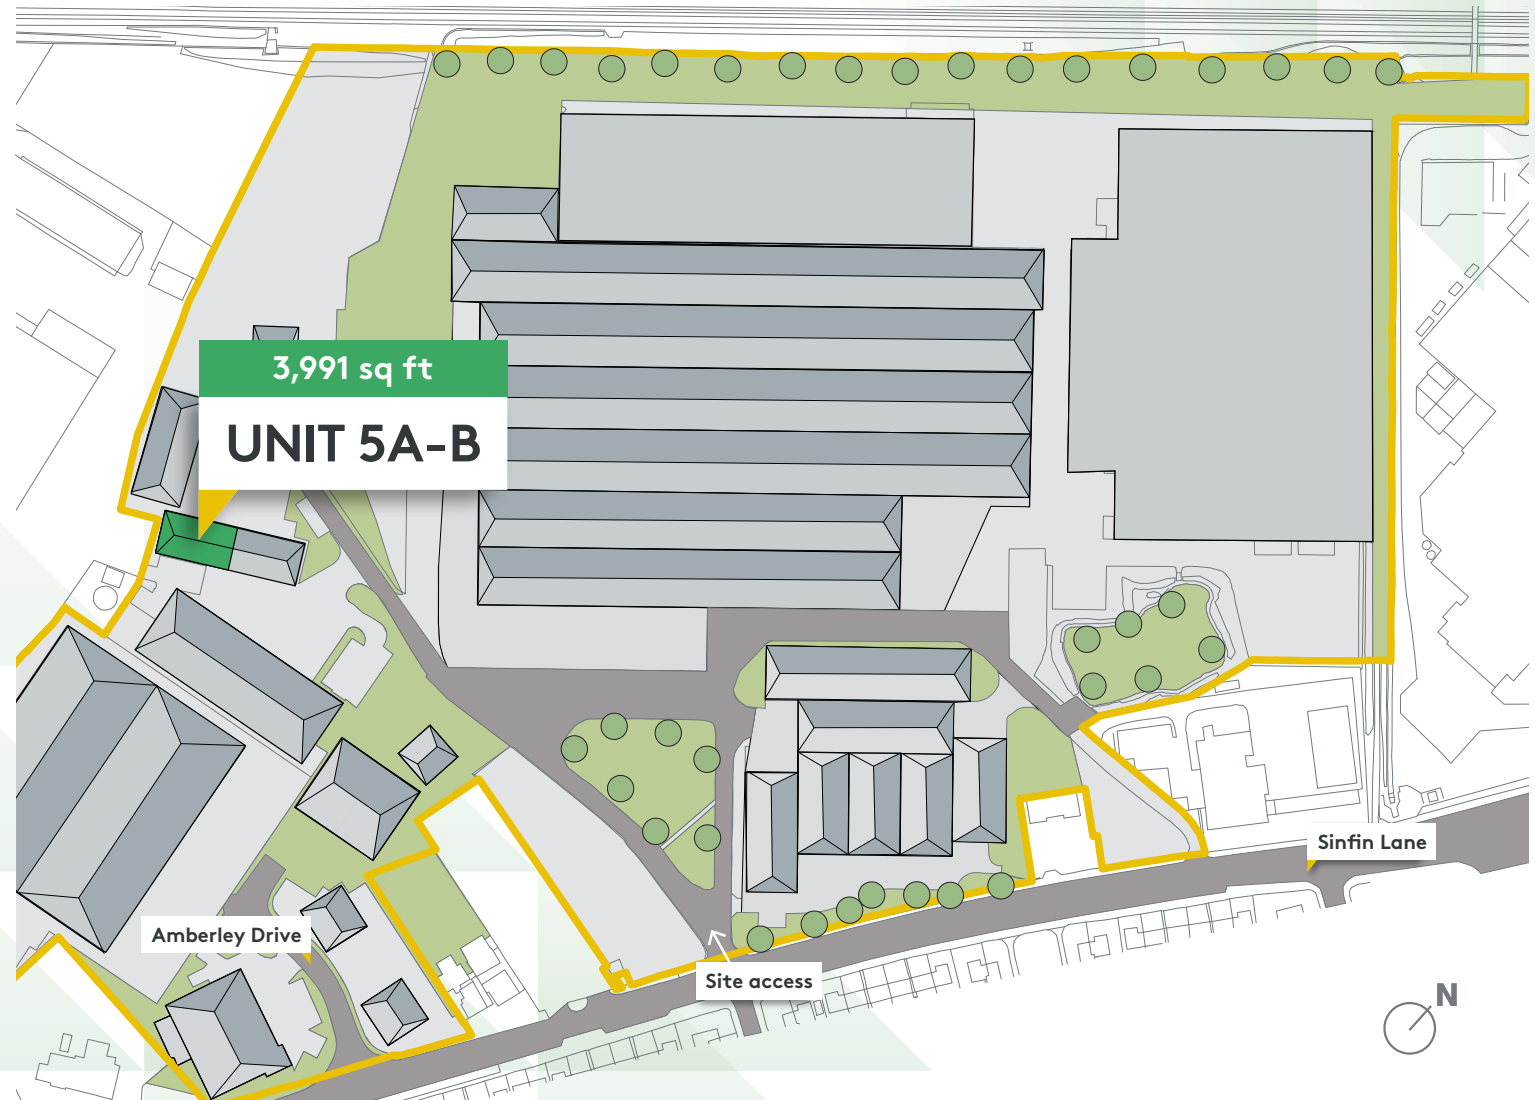 3,991 sq ft
UNIT 5A-B
Sinfin Lane
Amberley Drive
Site access
N